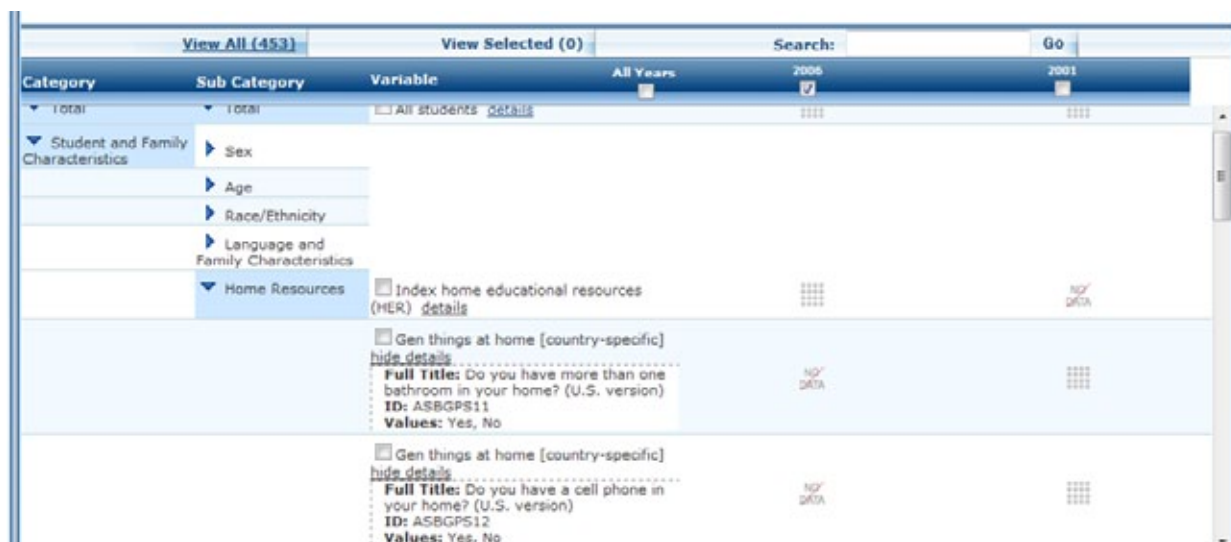 View All (453) View Selected (0) Search: Go
Category Sub Category Variable All Years 2006 2001
Total Total All students details
Student and Family Sex
Characteristics
Age
Race/Ethnicity
Language and
Family Characteristics
Home Resources Index home educational resources
(HER) details NO DATA
Gen things at home [country-specific]
hide details
Full Title: Do you have more than one
bathroom in your home? (U.S. version) NO DATA
ID: ASBGPS11
Values: Yes, No
Gen things at home [country-specific]
hide details
Full Title: Do you have a cell phone in
your home? (U.S. version) NO DATA
ID: ASBGPS12
Values: Yes, No